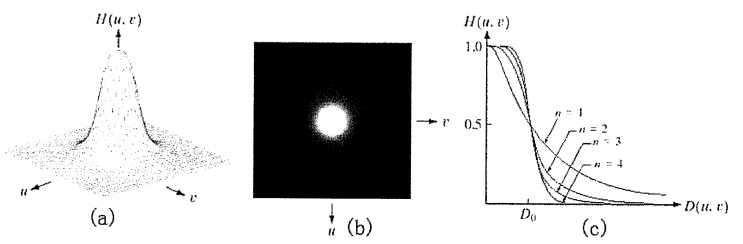 H(u, v)
u
v
(a)
v
u
(b)
H(u, v)
1.0
0.5
n = 1
n = 2
n = 3
n = 4
D₀
D(u, v)
(c)